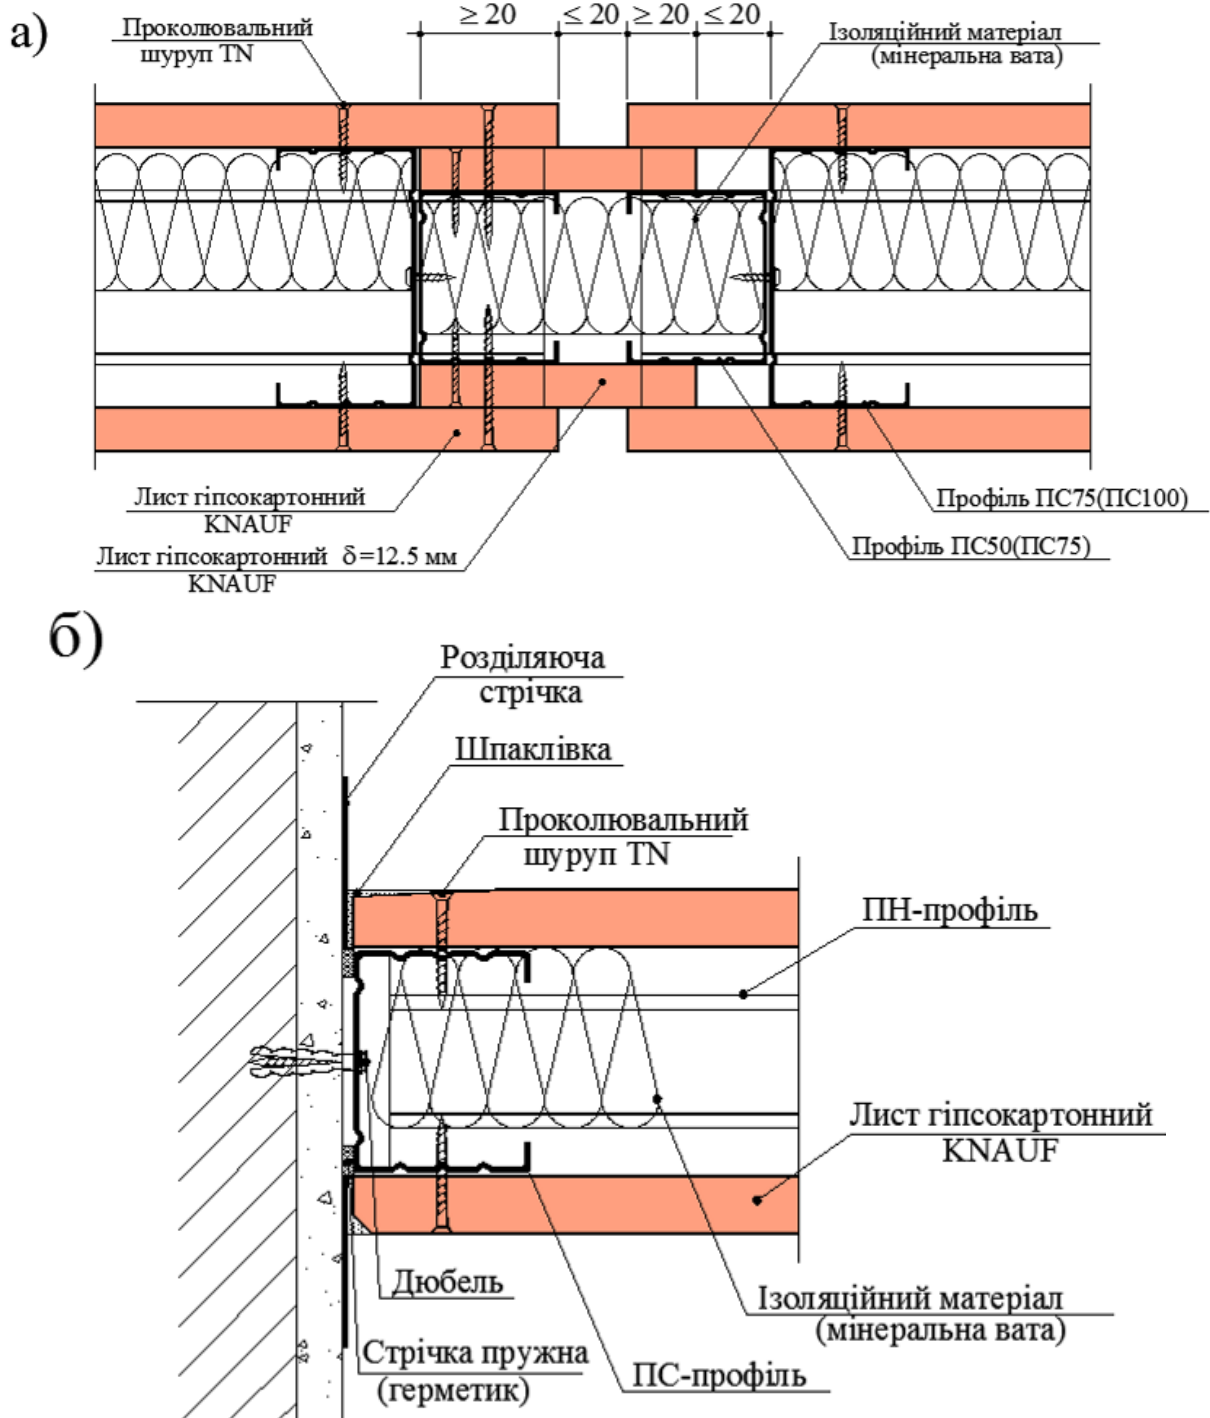 а)
Проколювальний
шуруп TN
≥ 20
≤ 20
≥ 20
≤ 20
Ізоляційний матеріал
(мінеральна вата)
Лист гіпсокартонний
KNAUF
Лист гіпсокартонний δ=12.5 мм
KNAUF
Профіль ПС75(ПС100)
Профіль ПС50(ПС75)
б)
Розділяюча
стрічка
Шпаклівка
Проколювальний
шуруп TN
ПН-профіль
Лист гіпсокартонний
KNAUF
Дюбель
Ізоляційний матеріал
(мінеральна вата)
Стрічка пружна
(герметик)
ПС-профіль